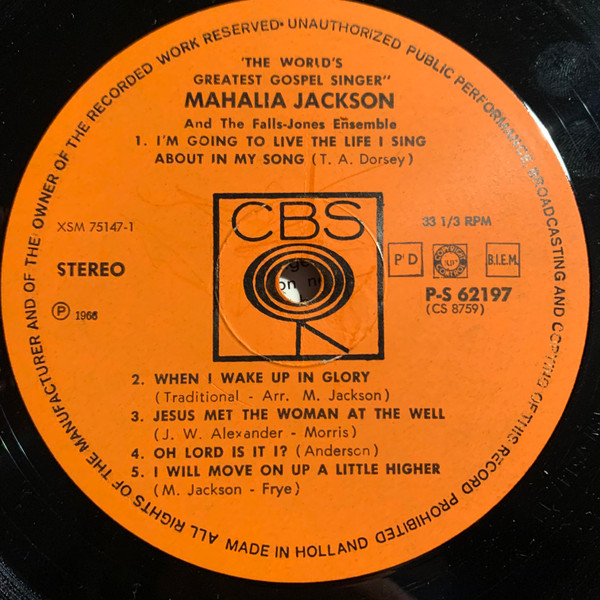 ALL RIGHTS OF THE MANUFACTURER AND OF THE OWNER OF THE RECORDED WORK RESERVED · UNAUTHORIZED PUBLIC PERFORMANCE BROADCASTING AND COPYING OF THIS RECORD PROHIBITED
'THE WORLD'S
GREATEST GOSPEL SINGER"
MAHALIA JACKSON
And The Falls-Jones Ensemble
1. I'M GOING TO LIVE THE LIFE I SING
ABOUT IN MY SONG (T. A. Dorsey)
CBS
XSM 75147-1
33 1/3 RPM
STEREO
B.I.E.M.
P-S 62197
(CS 8759)
℗ 1966
2. WHEN I WAKE UP IN GLORY
(Traditional - Arr. M. Jackson)
3. JESUS MET THE WOMAN AT THE WELL
(J. W. Alexander - Morris)
4. OH LORD IS IT I? (Anderson)
5. I WILL MOVE ON UP A LITTLE HIGHER
(M. Jackson - Frye)
MADE IN HOLLAND